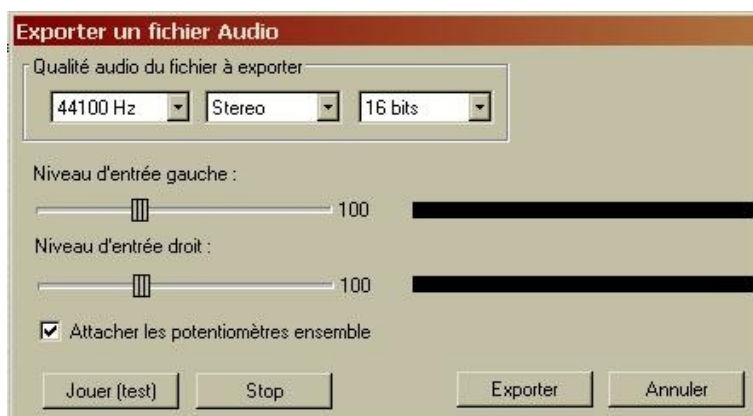 Exporter un fichier Audio
Qualité audio du fichier à exporter
44100 Hz Stereo 16 bits
Niveau d'entrée gauche :
100
Niveau d'entrée droit :
100
Attacher les potentiomètres ensemble
Jouer (test) Stop Exporter Annuler